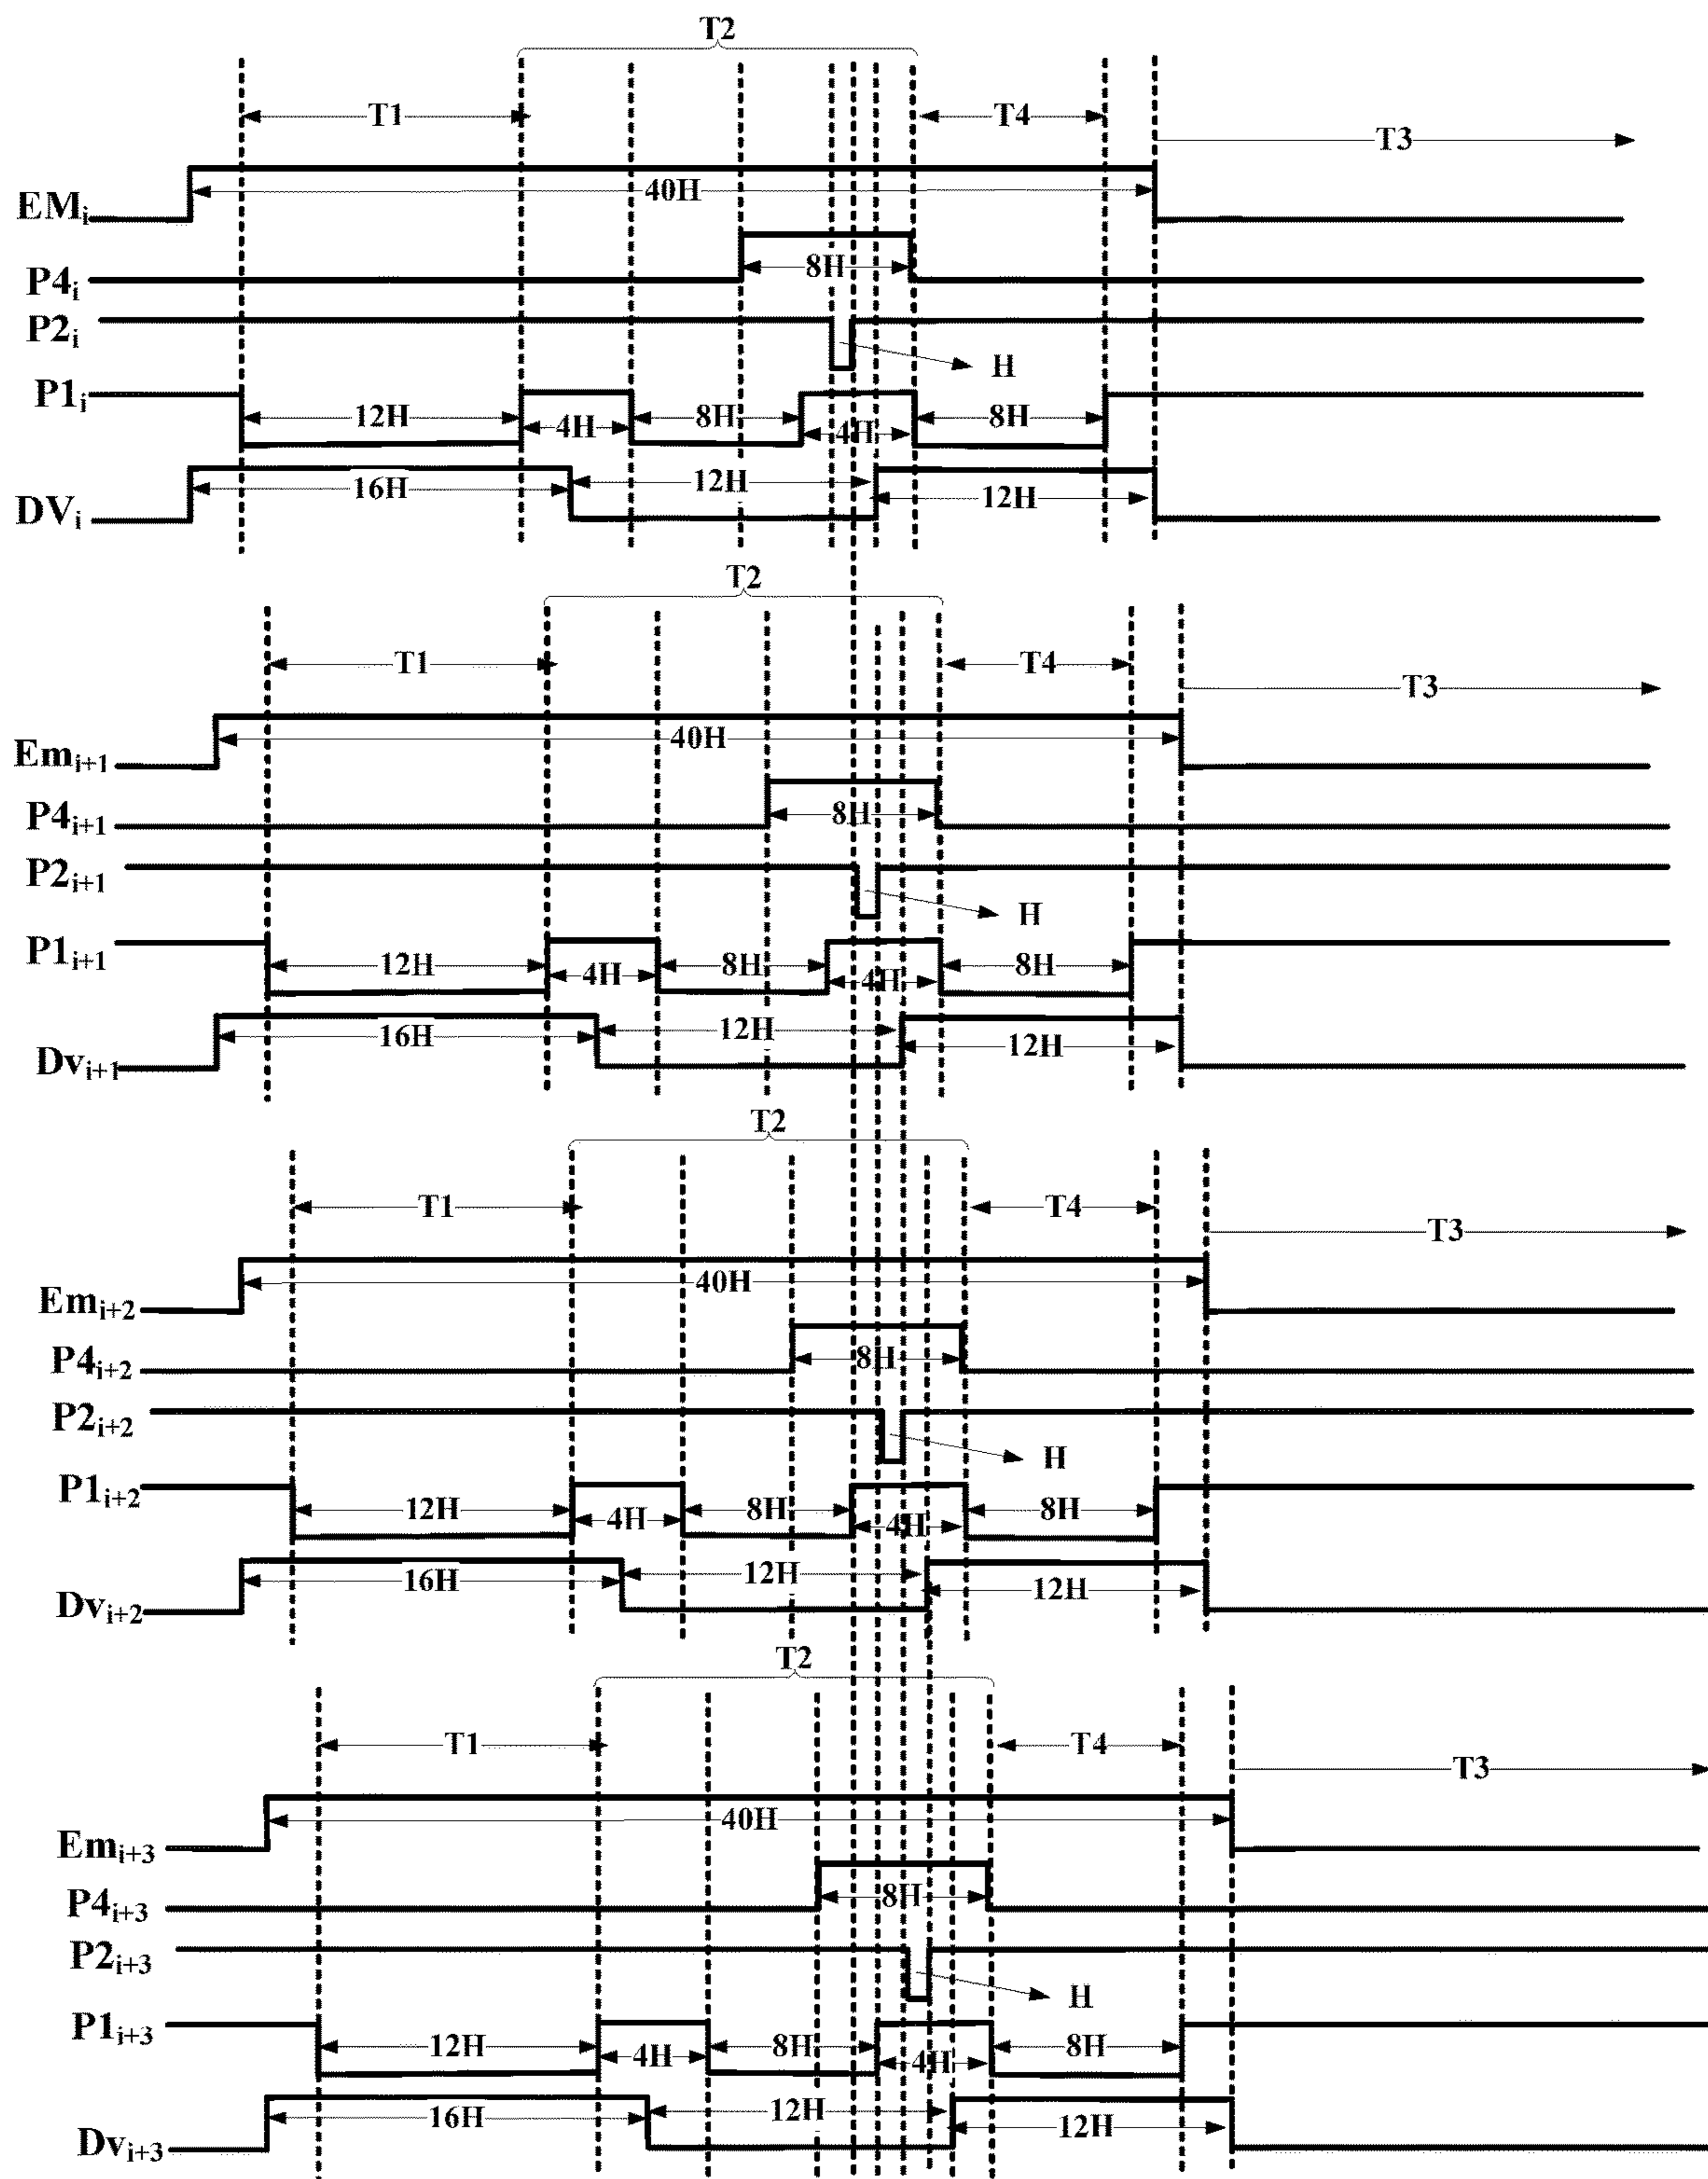 T2
T1 T4
T3
EMi 40H
P4i 8H
P2i H
P1i 12H 4H 8H 4H 8H
DVi 16H 12H 12H
T2
T1 T4
T3
Emi+1 40H
P4i+1 8H
P2i+1 H
P1i+1 12H 4H 8H 4H 8H
Dvi+1 16H 12H 12H
T2
T1 T4
T3
Emi+2 40H
P4i+2 8H
P2i+2 H
P1i+2 12H 4H 8H 4H 8H
Dvi+2 16H 12H 12H
T2
T1 T4
T3
Emi+3 40H
P4i+3 8H
P2i+3 H
P1i+3 12H 4H 8H 4H 8H
Dvi+3 16H 12H 12H